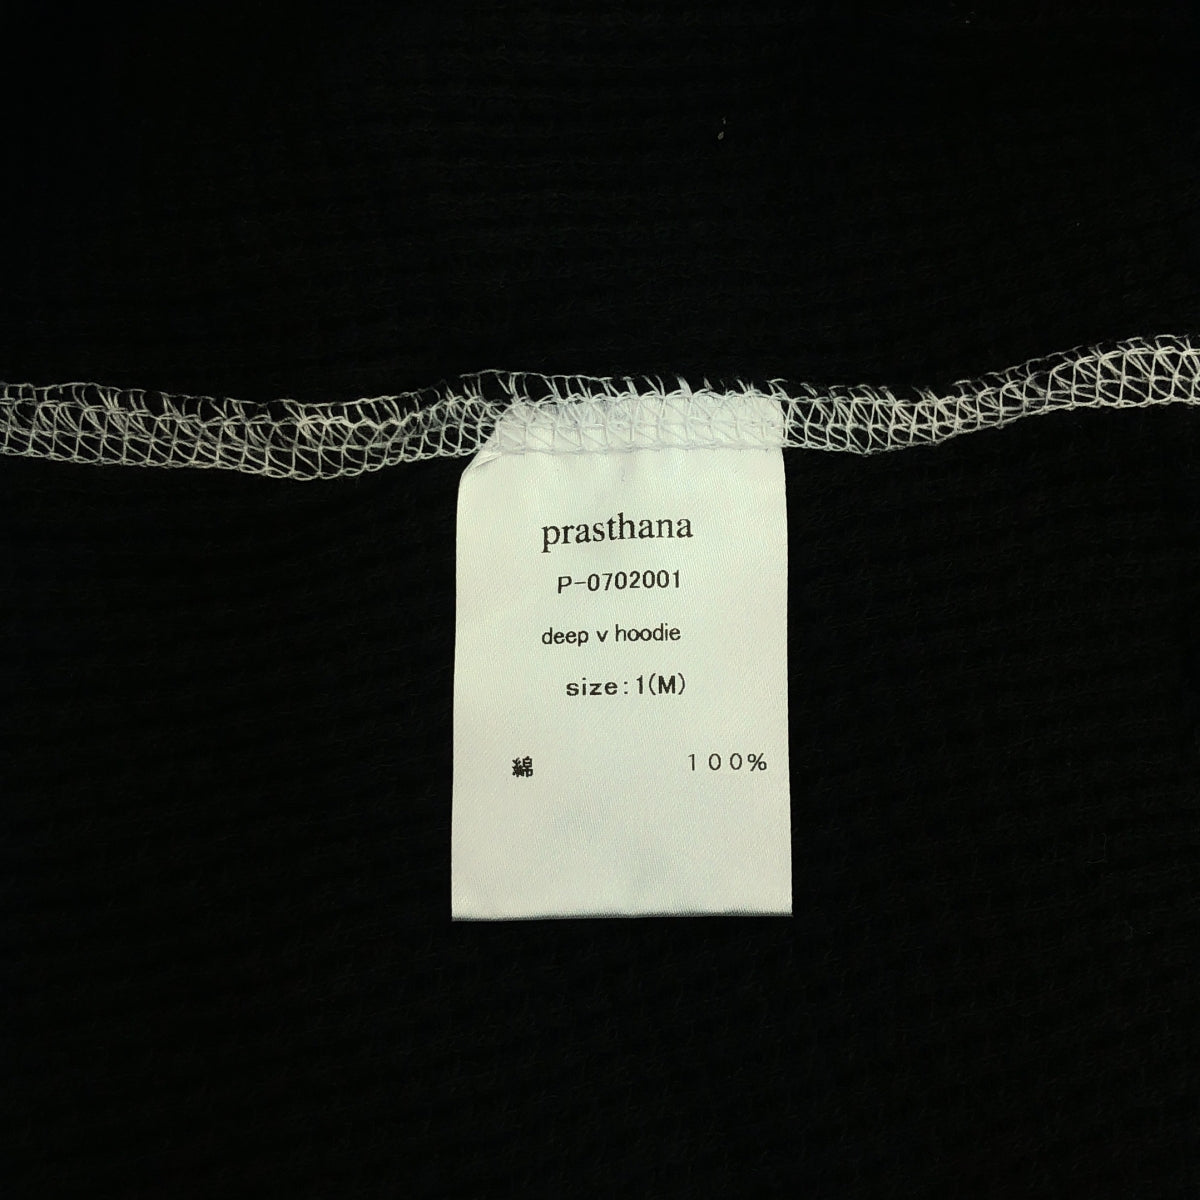 prasthana
P-0702001
deep v hoodie
size:1(M)
綿 100%